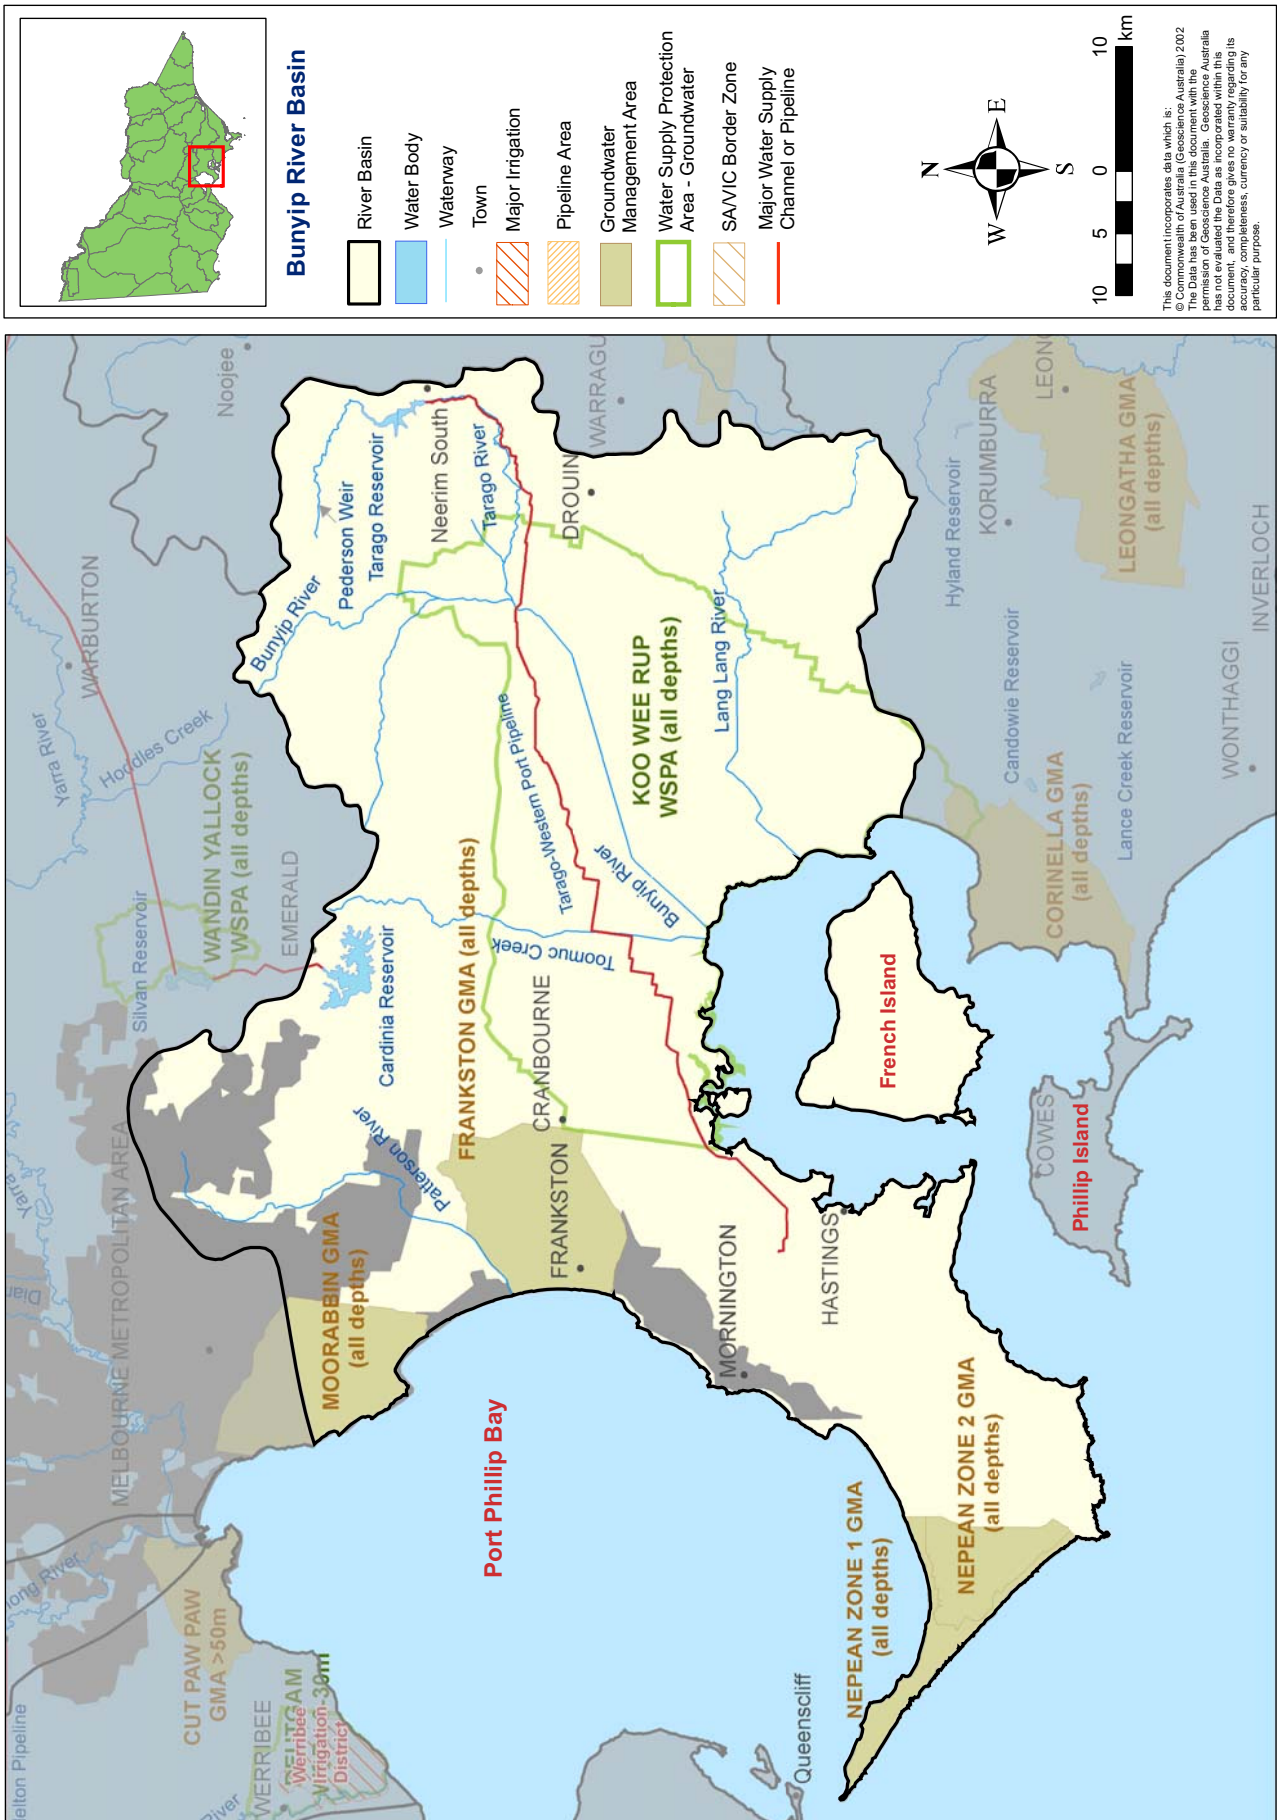 Bunyip River Basin
River Basin
Water Body
Waterway
Town
Major Irrigation
Pipeline Area
Groundwater
Management Area
Water Supply Protection
Area - Groundwater
SA/VIC Border Zone
Major Water Supply
Channel or Pipeline
N
W
E
S
10
5
0
10
km
This document incorporates data which is:
© Commonwealth of Australia (Geoscience Australia) 2002
The Data has been used in this document with the
permission of Geoscience Australia. Geoscience Australia
has not evaluated the Data as incorporated within this
document, and therefore gives no warranty regarding its
accuracy, completeness, currency or suitability for any
particular purpose.
elton Pipeline
River
WERRIBEE
Werribee
Irrigation
District
CUT PAW PAW
GMA >50m
MELBOURNE METROPOLITAN AREA
Yarra
Silvan Reservoir
WANDIN YALLOCK
WSPA (all depths)
EMERALD
Yarra River
Hoddles Creek
WARBURTON
Noojee
Bunyip River
Pederson Weir
Tarago Reservoir
Neerim South
Tarago River
DROUIN
WARRAGU
MOORABBIN GMA
(all depths)
Patterson River
Cardinia Reservoir
FRANKSTON GMA (all depths)
CRANBOURNE
FRANKSTON
Toomuc Creek
Tarago-Western Port Pipeline
Bunyip River
KOO WEE RUP
WSPA (all depths)
Lang Lang River
Port Phillip Bay
MORNINGTON
HASTINGS
Queenscliff
NEPEAN ZONE 1 GMA
(all depths)
NEPEAN ZONE 2 GMA
(all depths)
French Island
COWES
Phillip Island
CORINELLA GMA
(all depths)
Candowie Reservoir
Lance Creek Reservoir
Hyland Reservoir
KORUMBURRA
LEONGATHA GMA
(all depths)
LEONG
WONTHAGGI
INVERLOCH